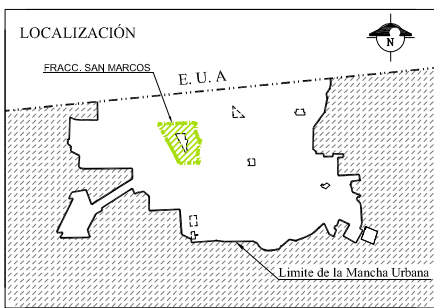 LOCALIZACIÓN
N
FRACC. SAN MARCOS
E. U. A
Limite de la Mancha Urbana